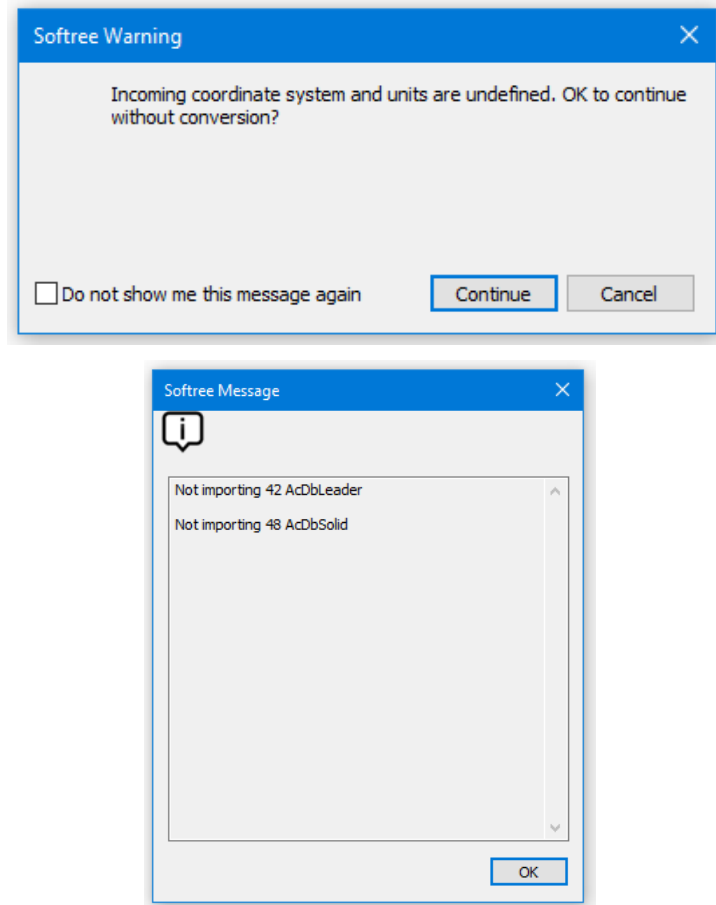 Softree Warning
Incoming coordinate system and units are undefined. OK to continue
without conversion?
Do not show me this message again
Continue
Cancel
Softree Message
Not importing 42 AcDbLeader
Not importing 48 AcDbSolid
OK